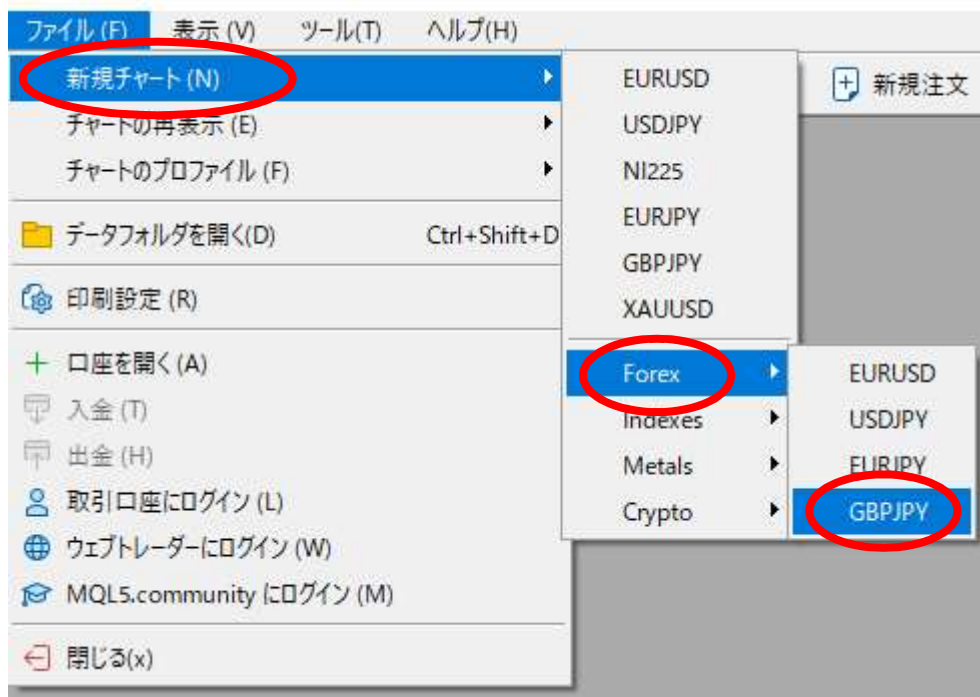 ファイル (F) 表示 (V) ツール(T) ヘルプ(H)
新規チャート (N)
チャートの再表示 (E)
チャートのプロファイル (F)
データフォルダを開く(D) Ctrl+Shift+D
印刷設定 (R)
口座を開く (A)
入金 (T)
出金 (H)
取引口座にログイン (L)
ウェブトレーダーにログイン (W)
MQL5.community にログイン (M)
閉じる(x)
EURUSD
USDJPY
NI225
EURJPY
GBPJPY
XAUUSD
Forex
Indexes
Metals
Crypto
EURUSD
USDJPY
EURJPY
GBPJPY
新規注文